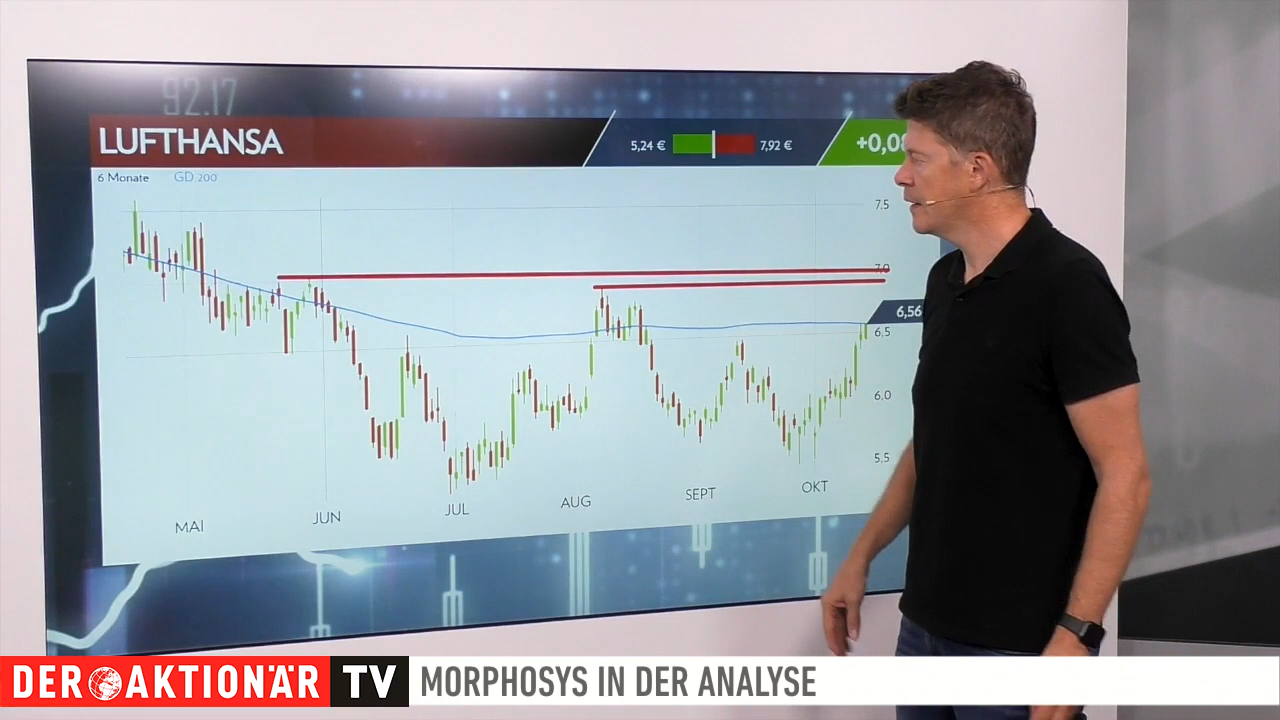 92.17
LUFTHANSA
5,24 €
7,92 €
+0,08
6 Monate GD 200
7,5
7,0
6,56
6,5
6,0
5,5
MAI
JUN
JUL
AUG
SEPT
OKT
DER AKTIONÄR TV
MORPHOSYS IN DER ANALYSE